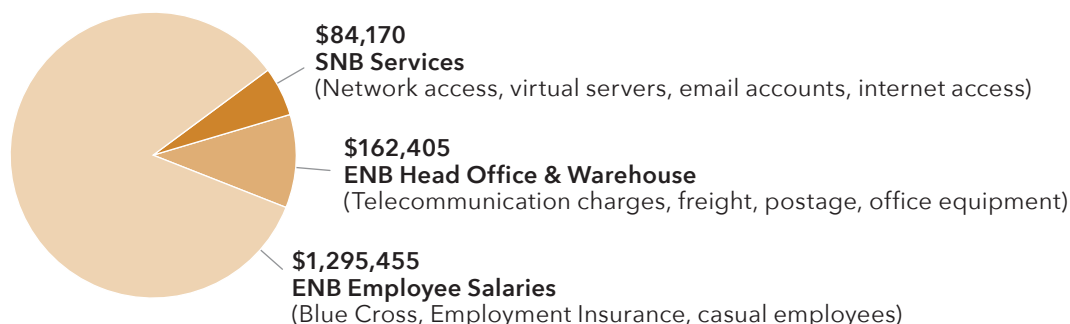 $84,170
SNB Services
(Network access, virtual servers, email accounts, internet access)
$162,405
ENB Head Office & Warehouse
(Telecommunication charges, freight, postage, office equipment)
$1,295,455
ENB Employee Salaries
(Blue Cross, Employment Insurance, casual employees)